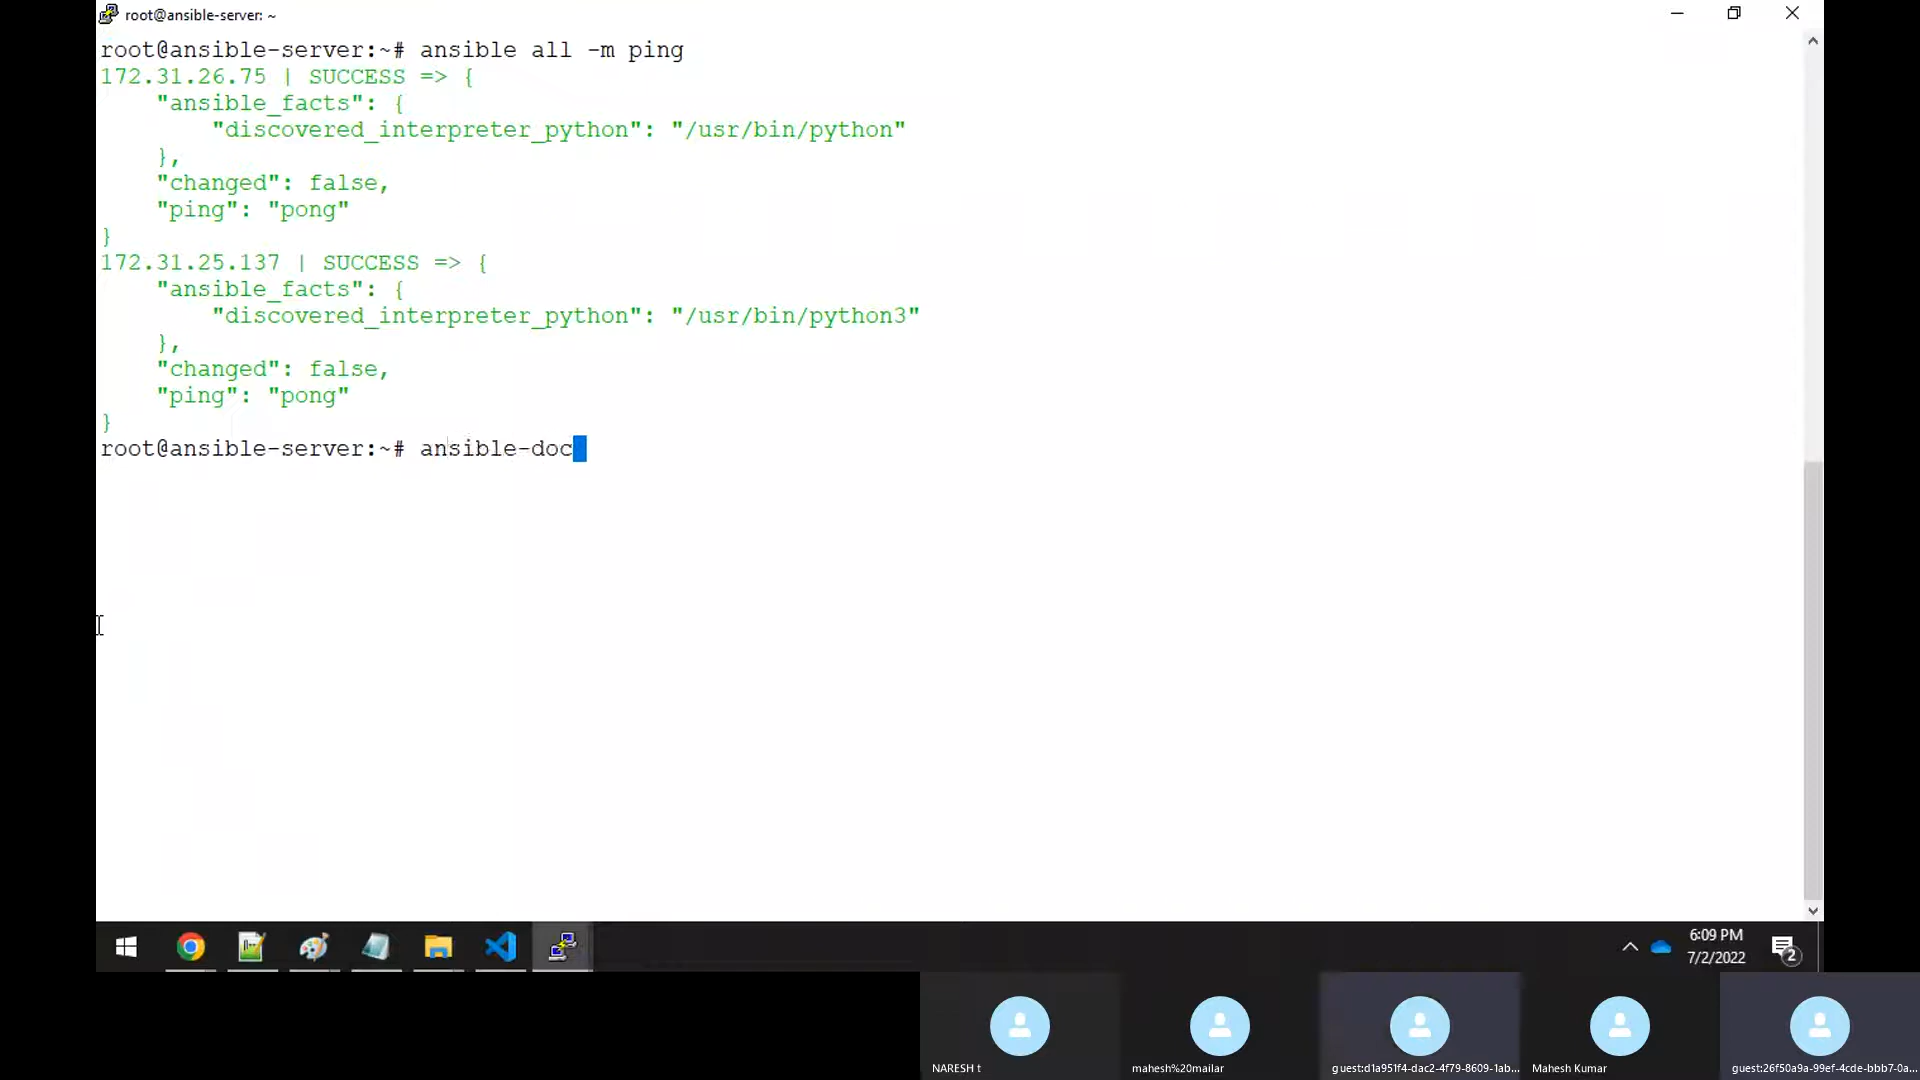 root@ansible-server: ~
root@ansible-server:~# ansible all -m ping
172.31.26.75 | SUCCESS => {
    "ansible_facts": {
        "discovered_interpreter_python": "/usr/bin/python"
    },
    "changed": false,
    "ping": "pong"
}
172.31.25.137 | SUCCESS => {
    "ansible_facts": {
        "discovered_interpreter_python": "/usr/bin/python3"
    },
    "changed": false,
    "ping": "pong"
}
root@ansible-server:~# ansible-doc
6:09 PM
7/2/2022
2
NARESH t
mahesh%20mailar
guest:d1a951f4-dac2-4f79-8609-1ab...
Mahesh Kumar
guest:26f50a9a-99ef-4cde-bbb7-0a...